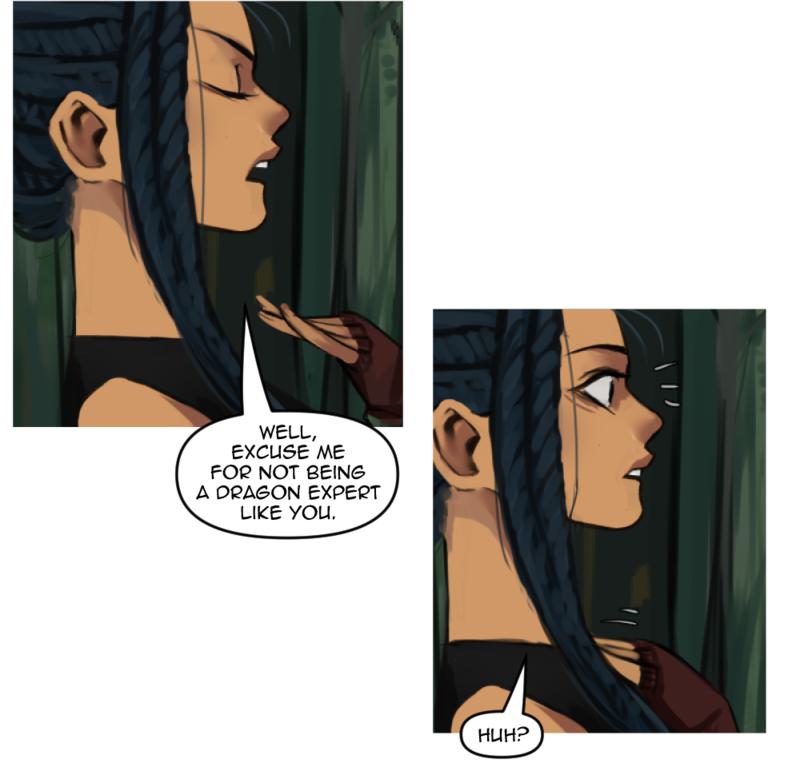 WELL,
EXCUSE ME
FOR NOT BEING
A DRAGON EXPERT
LIKE YOU.
HUH?